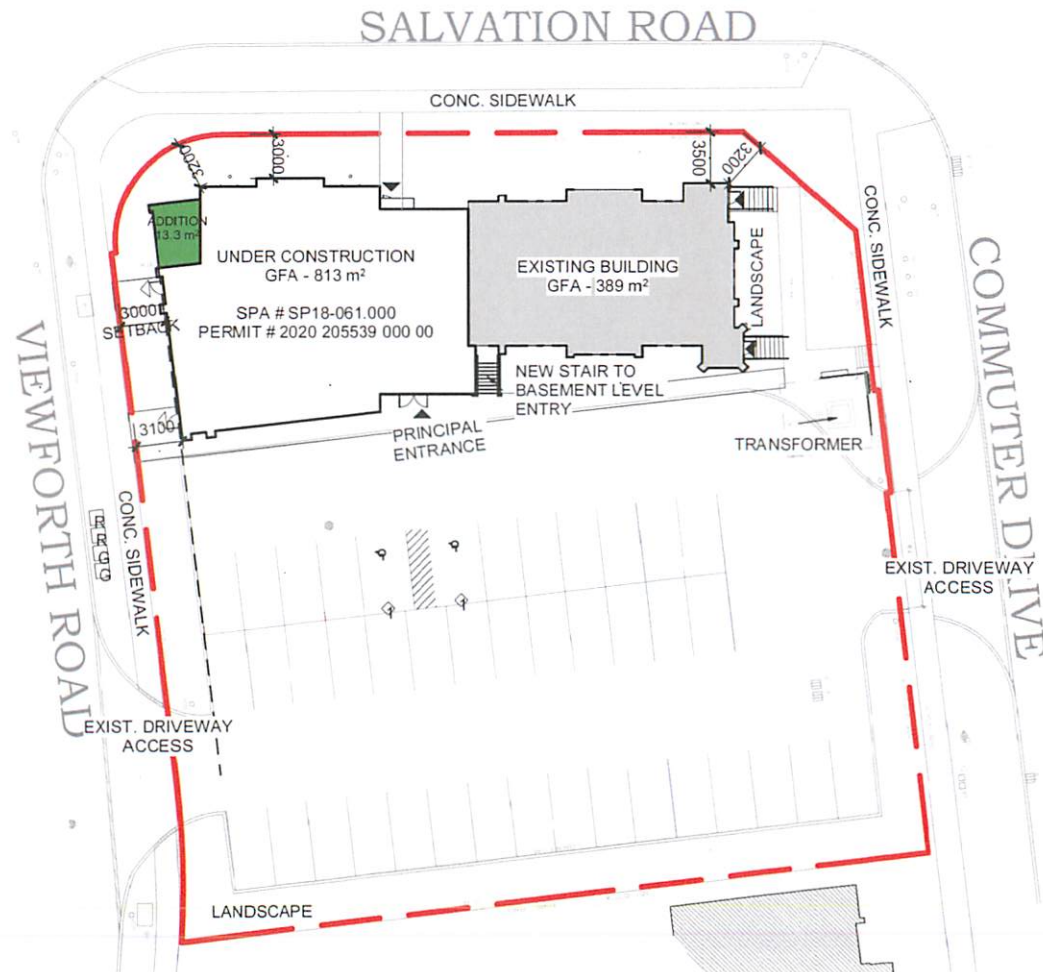 SALVATION ROAD
CONC. SIDEWALK
3200
3000
3500
3200
ADDITION
13.3 m²
UNDER CONSTRUCTION
GFA - 813 m²
SPA # SP18-061.000
PERMIT # 2020 205539 000 00
EXISTING BUILDING
GFA - 389 m²
LANDSCAPE
CONC. SIDEWALK
3000
SETBACK
3100
NEW STAIR TO
BASEMENT LEVEL
ENTRY
PRINCIPAL
ENTRANCE
TRANSFORMER
VIEWFORTH ROAD
COMMUTER DRIVE
CONC. SIDEWALK
R
R
G
G
1
1
EXIST. DRIVEWAY
ACCESS
EXIST. DRIVEWAY
ACCESS
LANDSCAPE